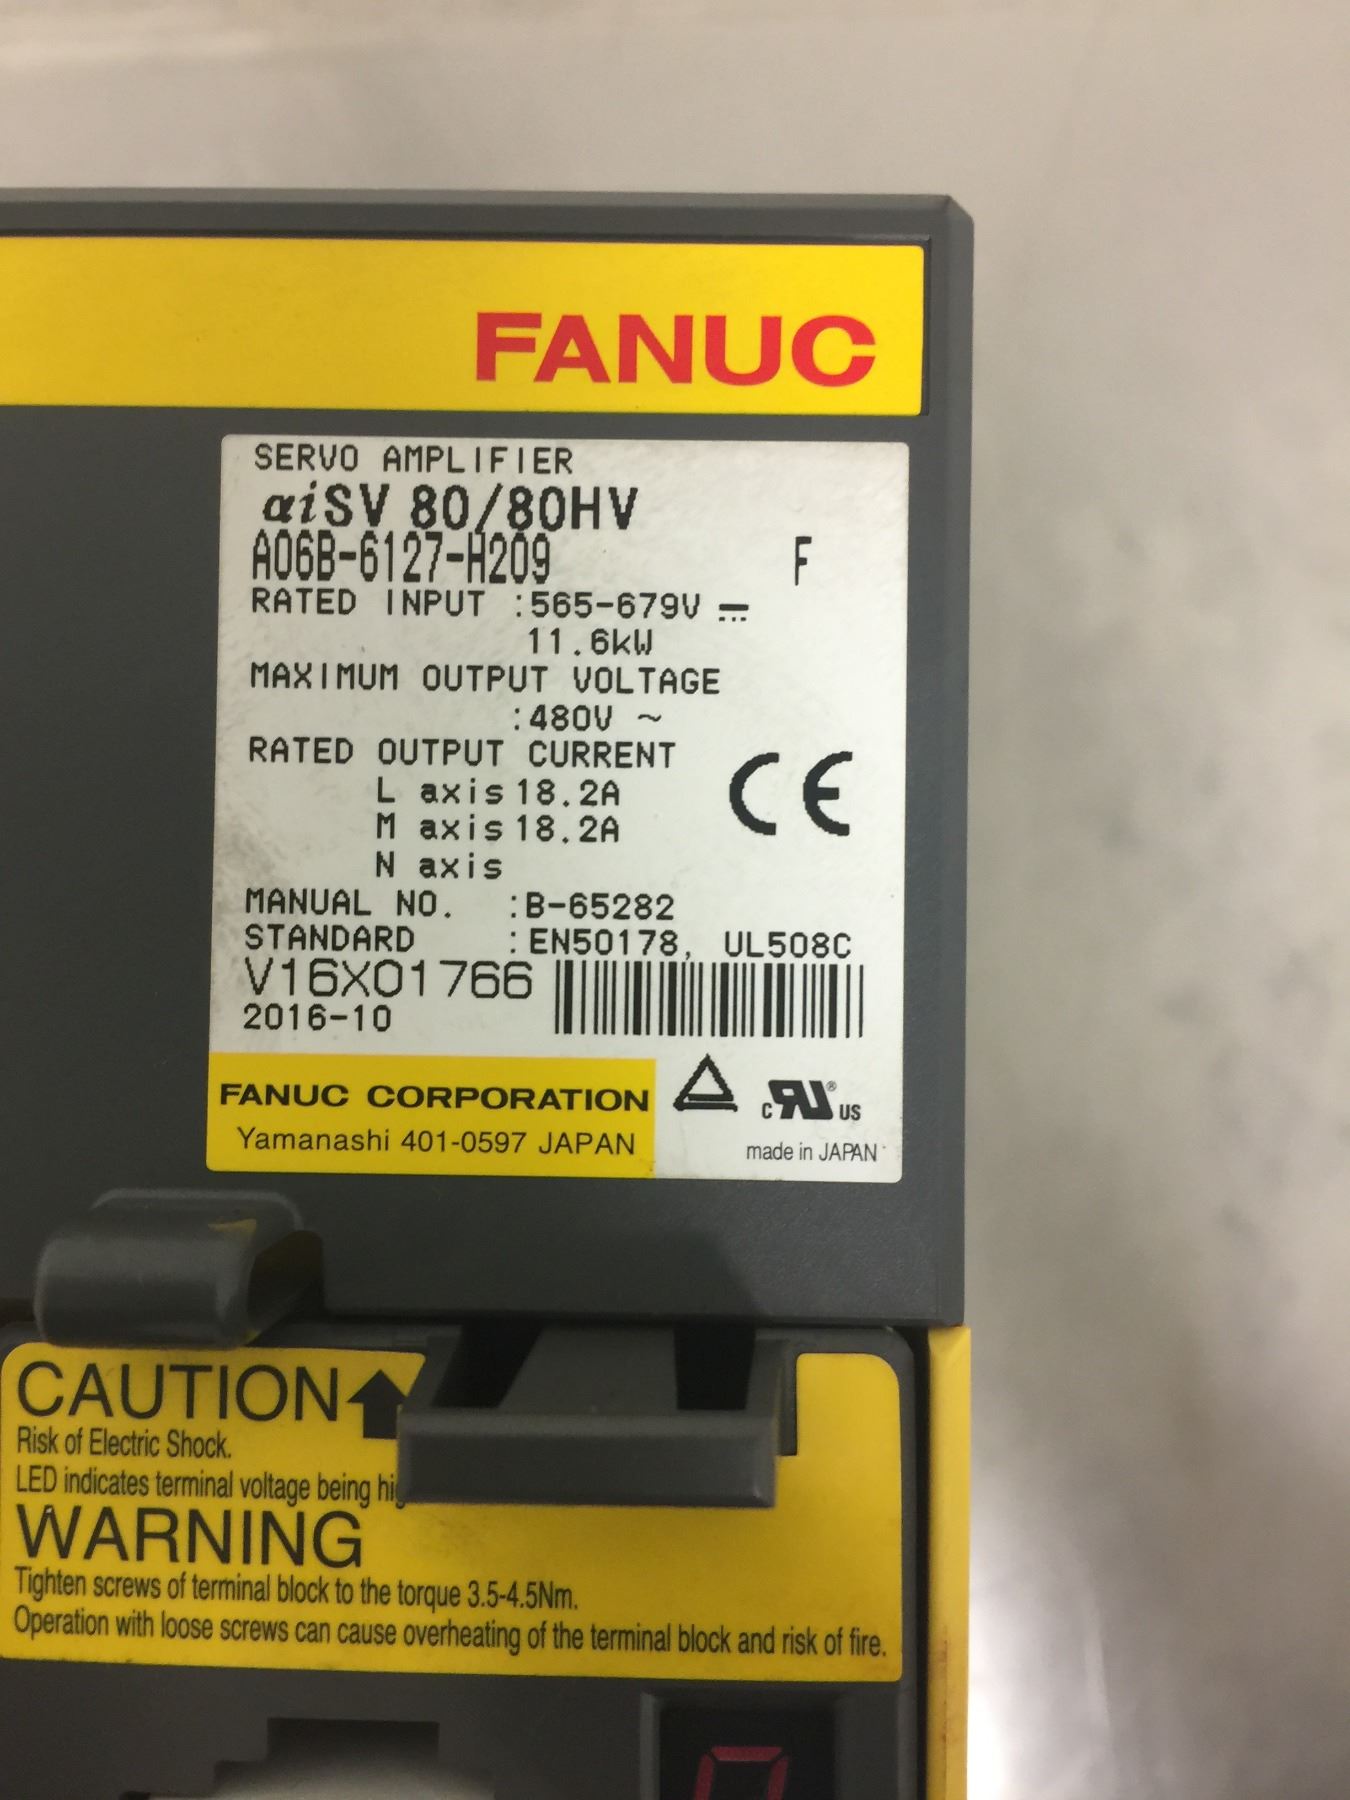 FANUC
SERVO AMPLIFIER
αiSV 80/80HV
A06B-6127-H209 F
RATED INPUT :565-679V ⎓
11.6kW
MAXIMUM OUTPUT VOLTAGE
:480V ~
RATED OUTPUT CURRENT
L axis 18.2A
M axis 18.2A
N axis
CE
MANUAL NO. :B-65282
STANDARD :EN50178, UL508C
V16X01766
2016-10
FANUC CORPORATION
Yamanashi 401-0597 JAPAN
c RU ® US
made in JAPAN
CAUTION
Risk of Electric Shock.
LED indicates terminal voltage being
WARNING
Tighten screws of terminal block to the torque 3.5-4.5Nm.
Operation with loose screws can cause overheating of the terminal block and risk of fire.